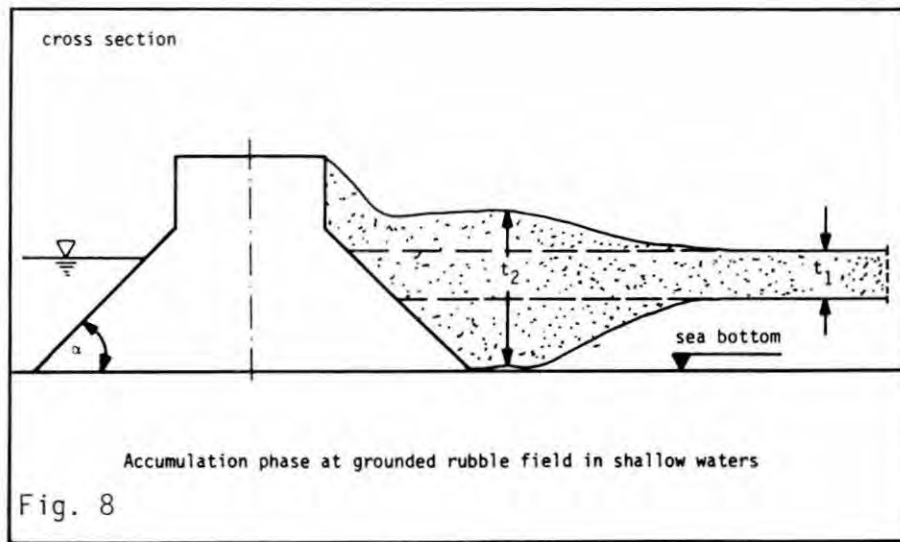 cross section
t₂
t₁
sea bottom
α
Accumulation phase at grounded rubble field in shallow waters
Fig. 8